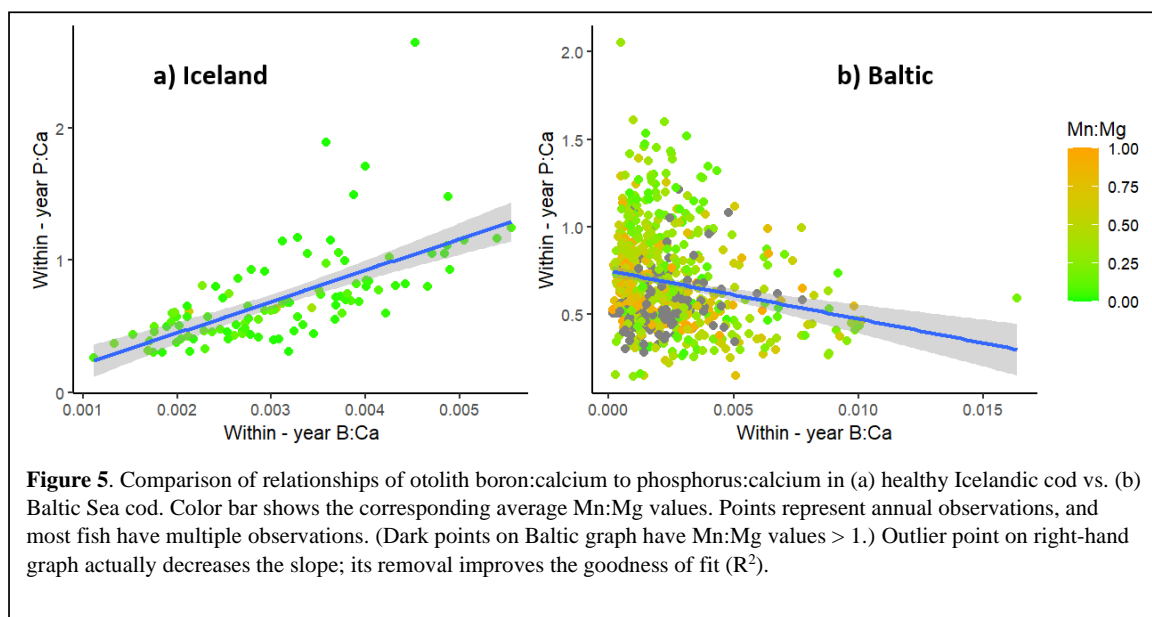 a) Iceland
Within - year P:Ca
2
1
0
0.001
0.002
0.003
0.004
0.005
Within - year B:Ca
b) Baltic
Within - year P:Ca
2.0
1.5
1.0
0.5
0.000
0.005
0.010
0.015
Within - year B:Ca
Mn:Mg
1.00
0.75
0.50
0.25
0.00
Figure 5. Comparison of relationships of otolith boron:calcium to phosphorus:calcium in (a) healthy Icelandic cod vs. (b)
Baltic Sea cod. Color bar shows the corresponding average Mn:Mg values. Points represent annual observations, and
most fish have multiple observations. (Dark points on Baltic graph have Mn:Mg values > 1.) Outlier point on right-hand
graph actually decreases the slope; its removal improves the goodness of fit (R²).